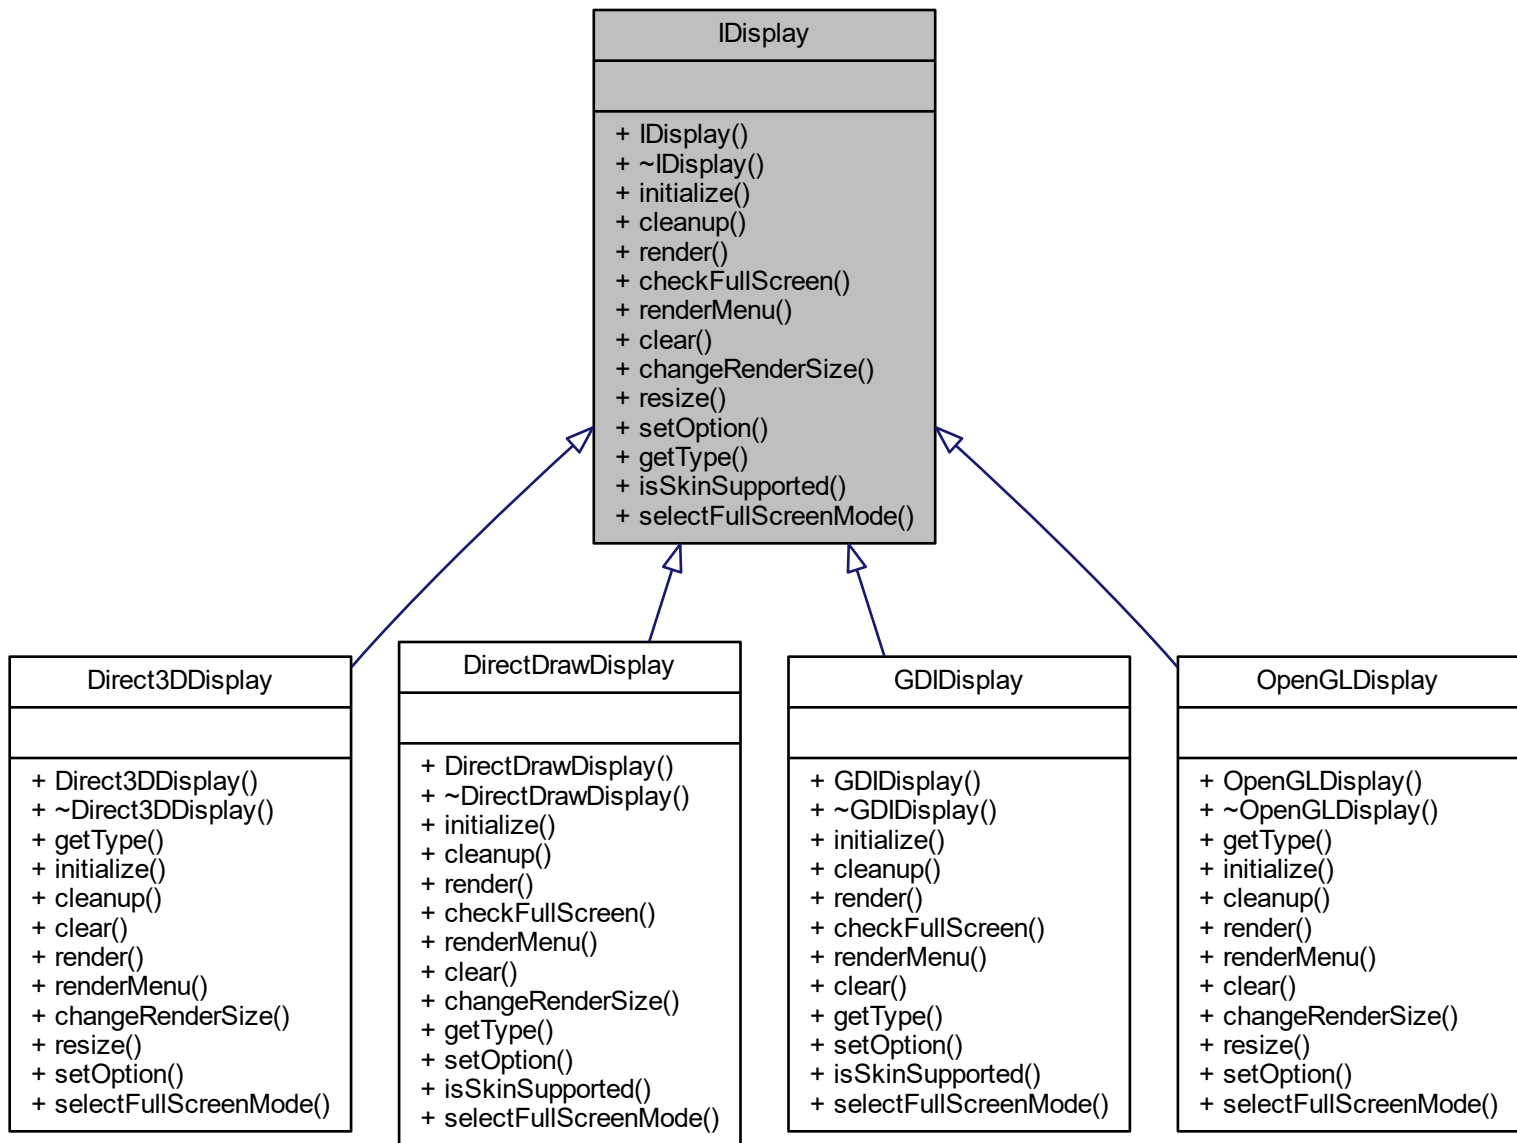 IDisplay
+ IDisplay()
+ ~IDisplay()
+ initialize()
+ cleanup()
+ render()
+ checkFullScreen()
+ renderMenu()
+ clear()
+ changeRenderSize()
+ resize()
+ setOption()
+ getType()
+ isSkinSupported()
+ selectFullScreenMode()
Direct3DDisplay
+ Direct3DDisplay()
+ ~Direct3DDisplay()
+ getType()
+ initialize()
+ cleanup()
+ clear()
+ render()
+ renderMenu()
+ changeRenderSize()
+ resize()
+ setOption()
+ selectFullScreenMode()
DirectDrawDisplay
+ DirectDrawDisplay()
+ ~DirectDrawDisplay()
+ initialize()
+ cleanup()
+ render()
+ checkFullScreen()
+ renderMenu()
+ clear()
+ changeRenderSize()
+ getType()
+ setOption()
+ isSkinSupported()
+ selectFullScreenMode()
GDIDisplay
+ GDIDisplay()
+ ~GDIDisplay()
+ initialize()
+ cleanup()
+ render()
+ checkFullScreen()
+ renderMenu()
+ clear()
+ getType()
+ setOption()
+ isSkinSupported()
+ selectFullScreenMode()
OpenGLDisplay
+ OpenGLDisplay()
+ ~OpenGLDisplay()
+ getType()
+ initialize()
+ cleanup()
+ render()
+ renderMenu()
+ clear()
+ changeRenderSize()
+ resize()
+ setOption()
+ selectFullScreenMode()